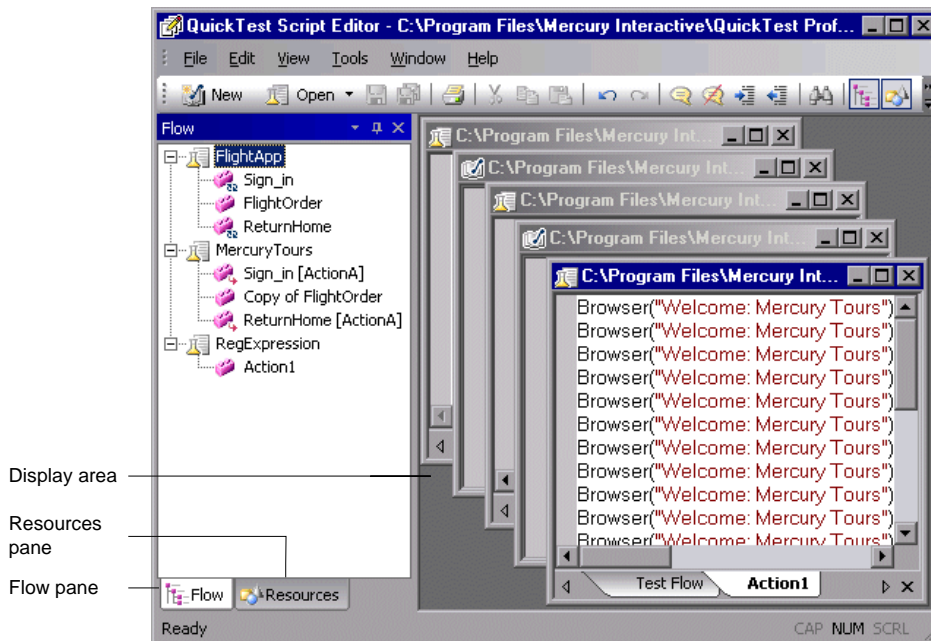 QuickTest Script Editor - C:\Program Files\Mercury Interactive\QuickTest Prof...
File Edit View Tools Window Help
New Open
Flow
FlightApp
Sign_in
FlightOrder
ReturnHome
MercuryTours
Sign_in [ActionA]
Copy of FlightOrder
ReturnHome [ActionA]
RegExpression
Action1
C:\Program Files\Mercury Int...
C:\Program Files\Mercury Int...
C:\Program Files\Mercury Int...
C:\Program Files\Mercury Int...
C:\Program Files\Mercury Int...
Browser("Welcome: Mercury Tours")
Browser("Welcome: Mercury Tours")
Browser("Welcome: Mercury Tours")
Browser("Welcome: Mercury Tours")
Browser("Welcome: Mercury Tours")
Browser("Welcome: Mercury Tours")
Browser("Welcome: Mercury Tours")
Browser("Welcome: Mercury Tours")
Browser("Welcome: Mercury Tours")
Browser("Welcome: Mercury Tours")
Browser("Welcome: Mercury Tours")
Test Flow Action1
Display area
Resources
pane
Flow pane
Flow Resources
Ready CAP NUM SCRL